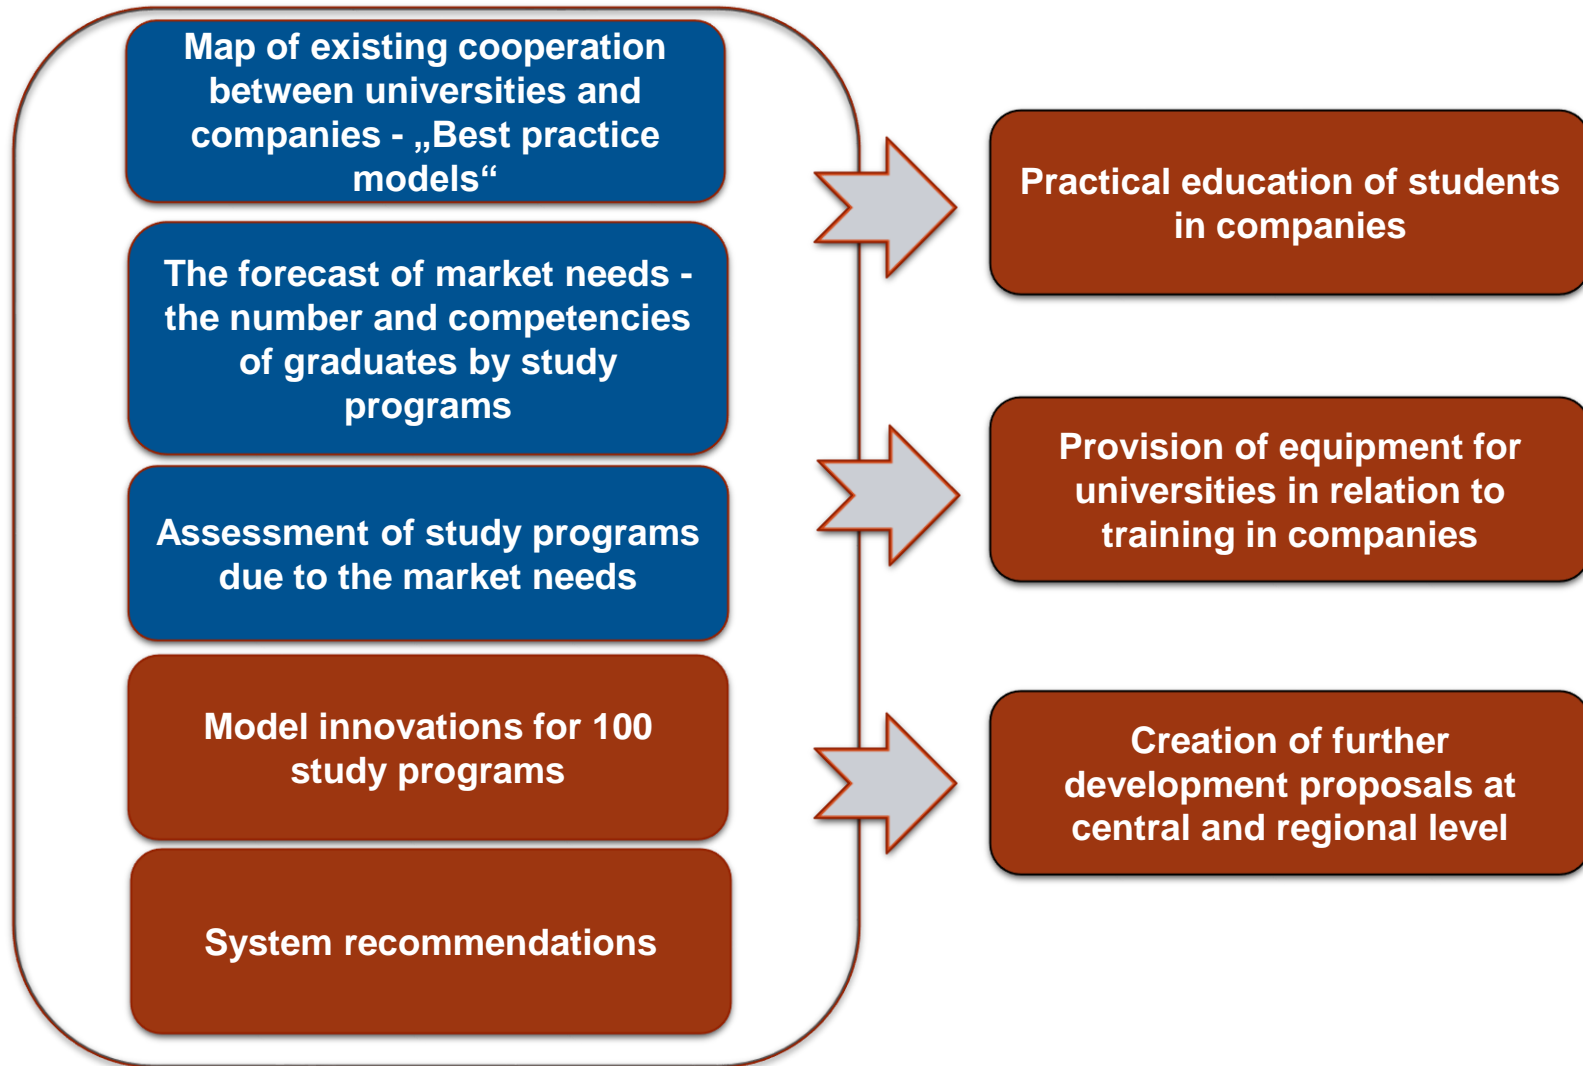 Map of existing cooperation
between universities and
companies - „Best practice
models“
The forecast of market needs -
the number and competencies
of graduates by study
programs
Assessment of study programs
due to the market needs
Model innovations for 100
study programs
System recommendations
Practical education of students
in companies
Provision of equipment for
universities in relation to
training in companies
Creation of further
development proposals at
central and regional level